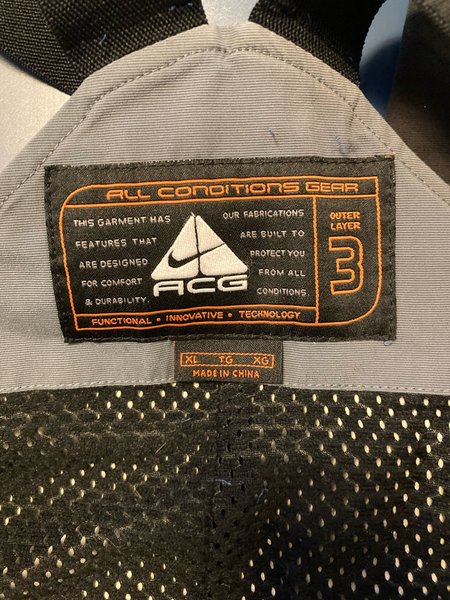 ALL CONDITIONS GEAR
THIS GARMENT HAS
FEATURES THAT
ARE DESIGNED
FOR COMFORT
& DURABILITY.
ACG
OUR FABRICATIONS
ARE BUILT TO
PROTECT YOU
FROM ALL
CONDITIONS
OUTER
LAYER
3
FUNCTIONAL • INNOVATIVE • TECHNOLOGY
XL TG XG
MADE IN CHINA